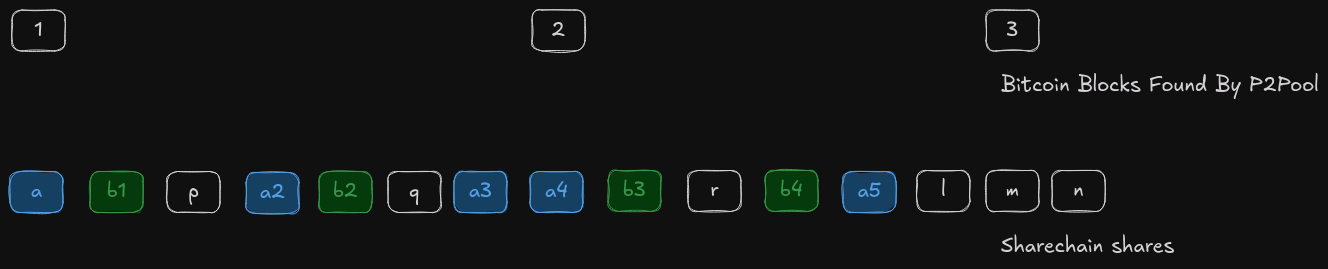 1 2 3
Bitcoin Blocks Found By P2Pool
a b1 p a2 b2 q a3 a4 b3 r b4 a5 l m n
Sharechain shares